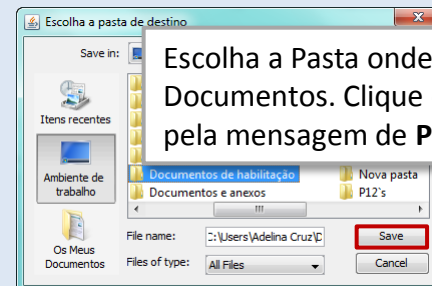 Escolha a pasta de destino
Save in:
Escolha a Pasta onde
Documentos. Clique
pela mensagem de P
Itens recentes
Ambiente de
trabalho
Os Meus
Documentos
Documentos de habilitação
Nova pasta
Documentos e anexos
P12`s
File name:
C:\Users\Adelina Cruz\D
Save
Files of type:
All Files
Cancel